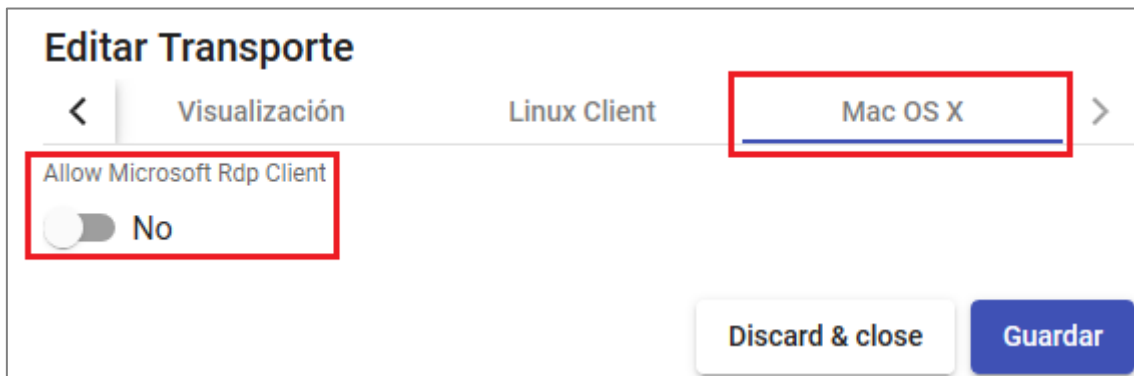 Editar Transporte
Visualización Linux Client Mac OS X
Allow Microsoft Rdp Client
No
Discard & close Guardar